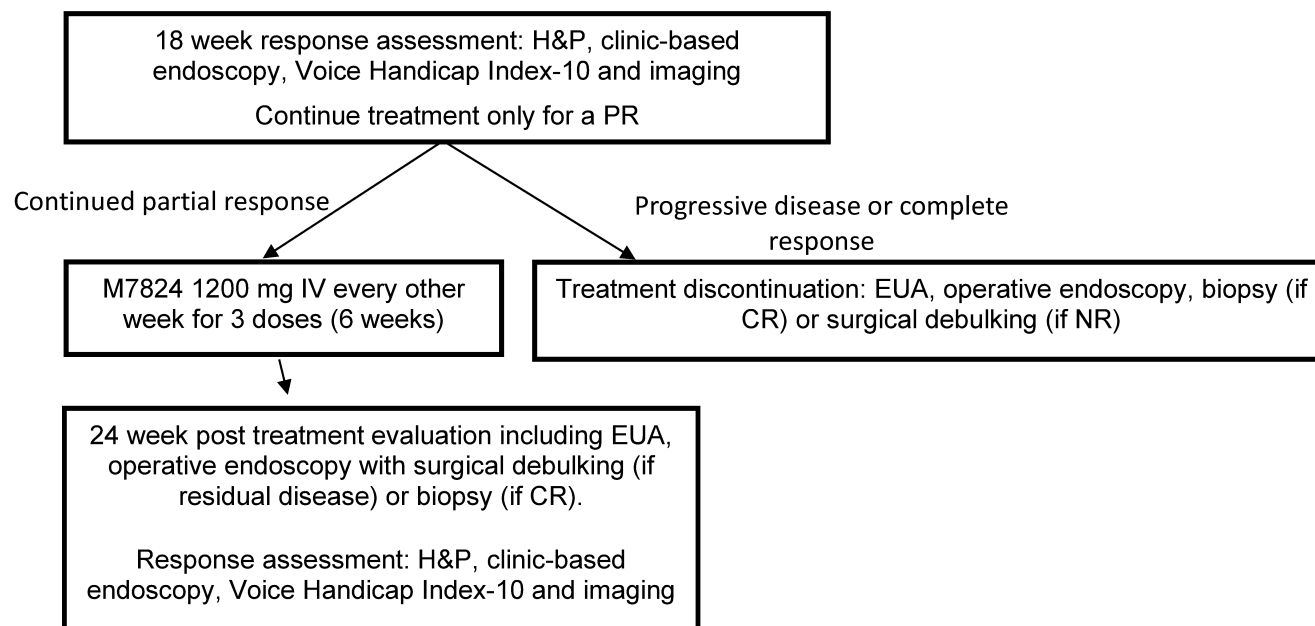 18 week response assessment: H&P, clinic-based
endoscopy, Voice Handicap Index-10 and imaging
Continue treatment only for a PR
Continued partial response
Progressive disease or complete
response
M7824 1200 mg IV every other
week for 3 doses (6 weeks)
Treatment discontinuation: EUA, operative endoscopy, biopsy (if
CR) or surgical debulking (if NR)
24 week post treatment evaluation including EUA,
operative endoscopy with surgical debulking (if
residual disease) or biopsy (if CR).
Response assessment: H&P, clinic-based
endoscopy, Voice Handicap Index-10 and imaging